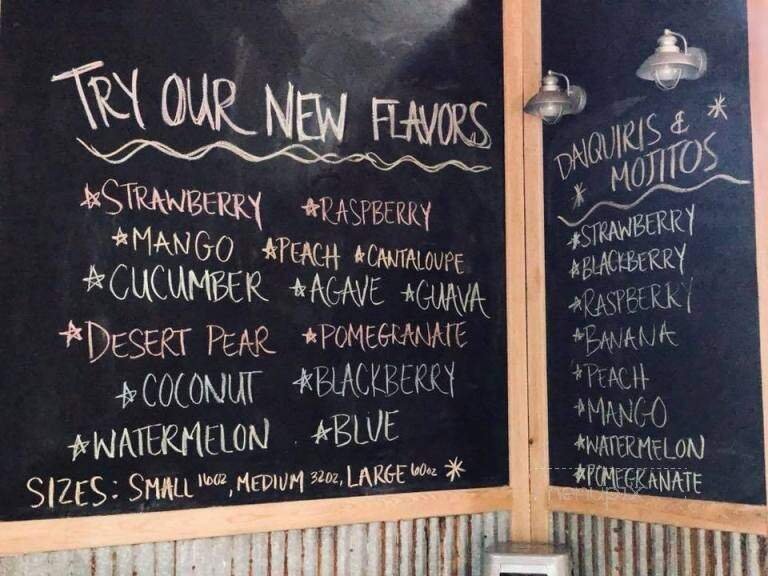 TRY OUR NEW FLAVORS
☆STRAWBERRY ☆RASPBERRY
☆MANGO ☆PEACH ☆CANTALOUPE
☆CUCUMBER ☆AGAVE ☆GUAVA
☆DESERT PEAR ☆POMEGRANATE
☆COCONUT ☆BLACKBERRY
☆WATERMELON ☆BLUE
SIZES: SMALL 16oz, MEDIUM 32oz, LARGE 60oz *
DAIQUIRIS & *
* MOJITOS
☆STRAWBERRY
☆BLACKBERRY
☆RASPBERRY
☆BANANA
☆PEACH
☆MANGO
☆WATERMELON
☆POMEGRANATE
menupix